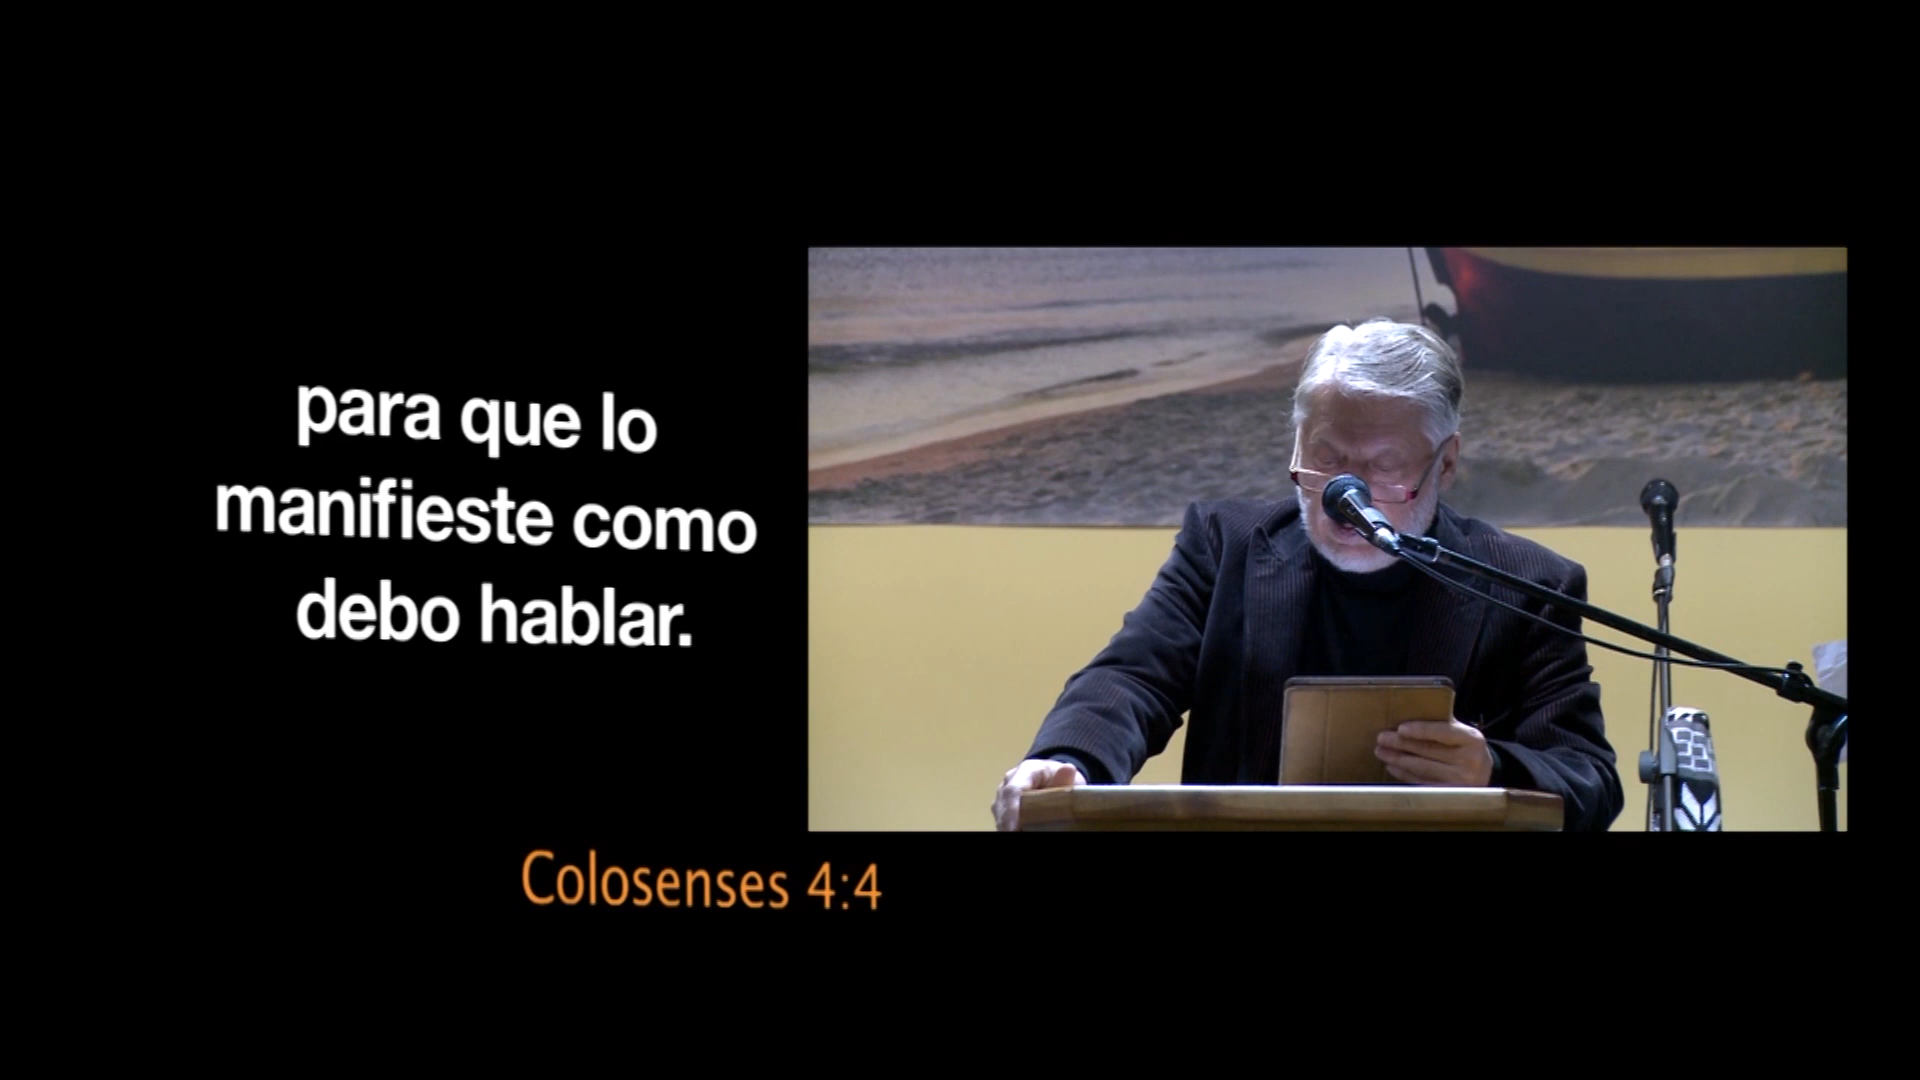 para que lo
manifieste como
debo hablar.
Colosenses 4:4